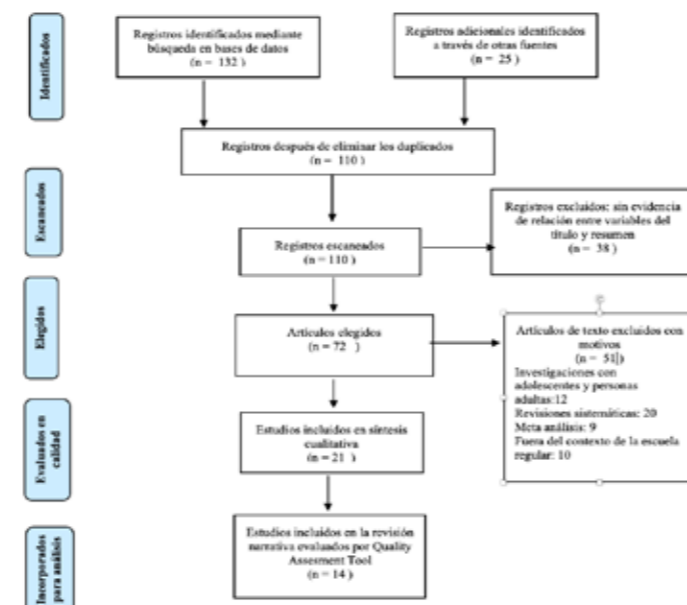 Identificados
Registros identificados mediante
búsqueda en bases de datos
(n = 132 )
Registros adicionales identificados
a través de otras fuentes
(n = 25 )
Registros después de eliminar los duplicados
(n = 110 )
Escaneados
Registros escaneados
(n = 110 )
Registros excluidos: sin evidencia
de relación entre variables del
título y resumen
(n = 38 )
Elegidos
Artículos elegidos
(n = 72 )
Artículos de texto excluidos con
motivos
(n = 51)
Investigaciones con
adolescentes y personas
adultas:12
Revisiones sistemáticas: 20
Meta análisis: 9
Fuera del contexto de la escuela
regular: 10
Evaluados en
calidad
Estudios incluidos en síntesis
cualitativa
(n = 21 )
Incorporados
para análisis
Estudios incluidos en la revisión
narrativa evaluados por Quality
Assesment Tool
(n = 14 )